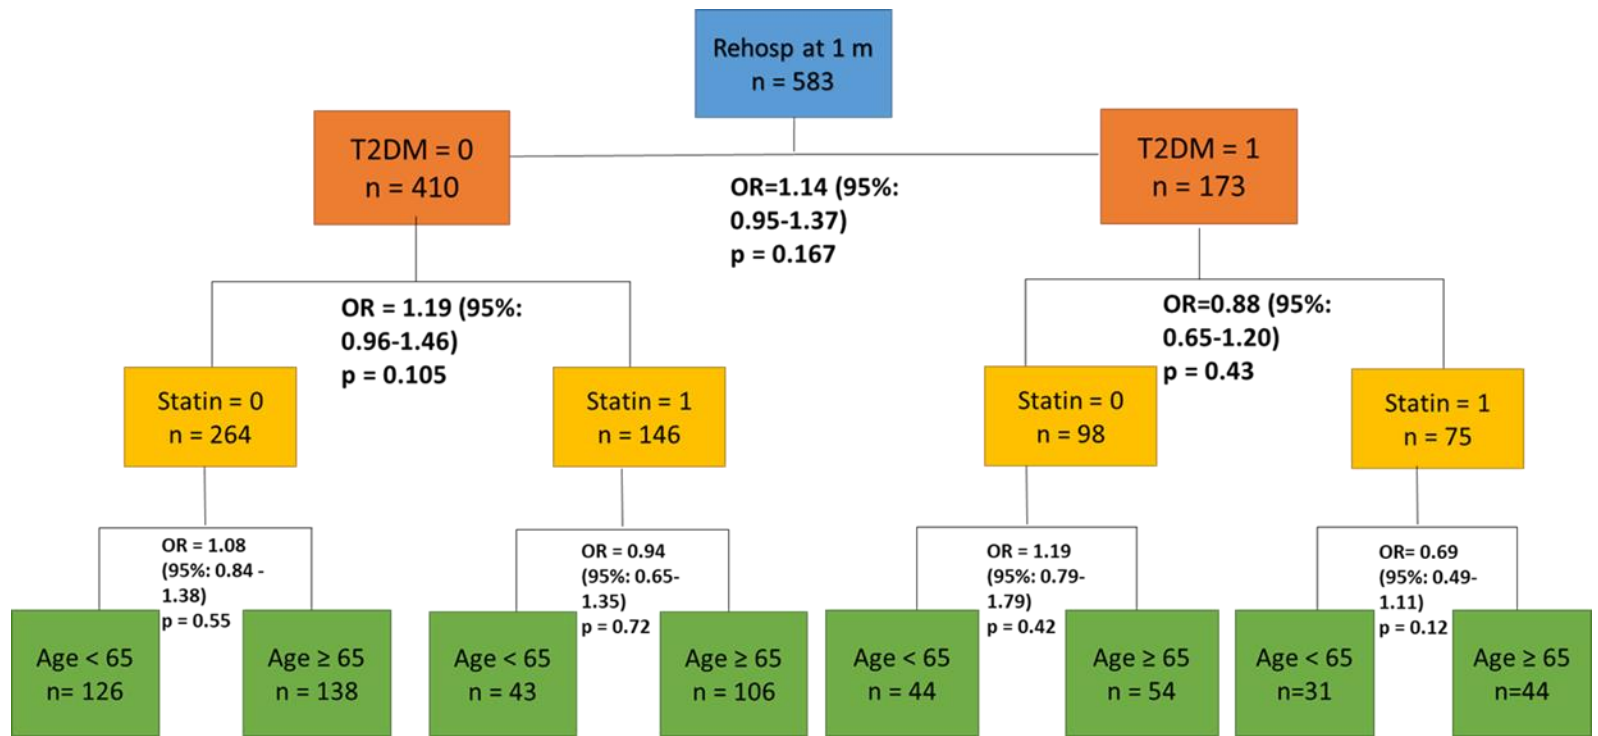 Rehosp at 1 m
n = 583
T2DM = 0
n = 410
T2DM = 1
n = 173
OR=1.14 (95%:
0.95-1.37)
p = 0.167
OR = 1.19 (95%:
0.96-1.46)
p = 0.105
OR=0.88 (95%:
0.65-1.20)
p = 0.43
Statin = 0
n = 264
Statin = 1
n = 146
Statin = 0
n = 98
Statin = 1
n = 75
OR = 1.08
(95%: 0.84 -
1.38)
p = 0.55
OR = 0.94
(95%: 0.65-
1.35)
p = 0.72
OR = 1.19
(95%: 0.79-
1.79)
p = 0.42
OR= 0.69
(95%: 0.49-
1.11)
p = 0.12
Age < 65
n= 126
Age ≥ 65
n = 138
Age < 65
n = 43
Age ≥ 65
n = 106
Age < 65
n = 44
Age ≥ 65
n = 54
Age < 65
n=31
Age ≥ 65
n=44